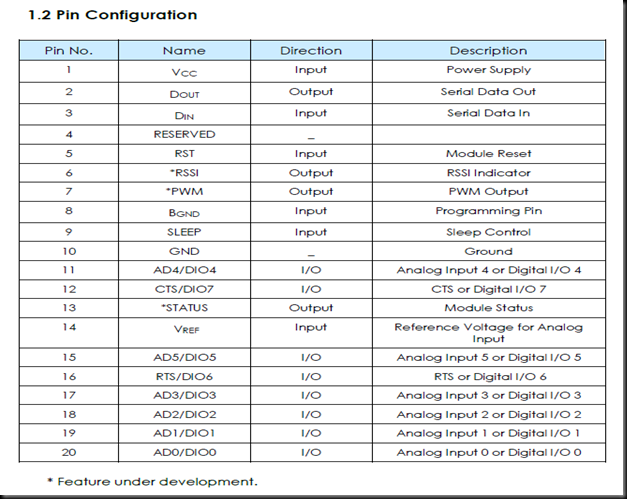 1.2 Pin Configuration
Pin No. Name Direction Description
1 VCC Input Power Supply
2 DOUT Output Serial Data Out
3 DIN Input Serial Data In
4 RESERVED _
5 RST Input Module Reset
6 *RSSI Output RSSI Indicator
7 *PWM Output PWM Output
8 BGND Input Programming Pin
9 SLEEP Input Sleep Control
10 GND _ Ground
11 AD4/DIO4 I/O Analog Input 4 or Digital I/O 4
12 CTS/DIO7 I/O CTS or Digital I/O 7
13 *STATUS Output Module Status
14 VREF Input Reference Voltage for Analog
Input
15 AD5/DIO5 I/O Analog Input 5 or Digital I/O 5
16 RTS/DIO6 I/O RTS or Digital I/O 6
17 AD3/DIO3 I/O Analog Input 3 or Digital I/O 3
18 AD2/DIO2 I/O Analog Input 2 or Digital I/O 2
19 AD1/DIO1 I/O Analog Input 1 or Digital I/O 1
20 AD0/DIO0 I/O Analog Input 0 or Digital I/O 0
* Feature under development.